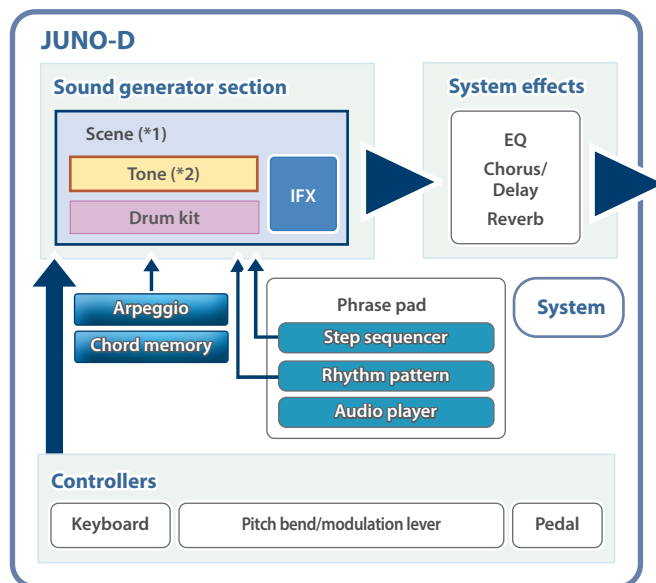 JUNO-D
Sound generator section
Scene (*1)
Tone (*2)
Drum kit
IFX
System effects
EQ
Chorus/
Delay
Reverb
Arpeggio
Chord memory
Phrase pad
Step sequencer
Rhythm pattern
Audio player
System
Controllers
Keyboard
Pitch bend/modulation lever
Pedal